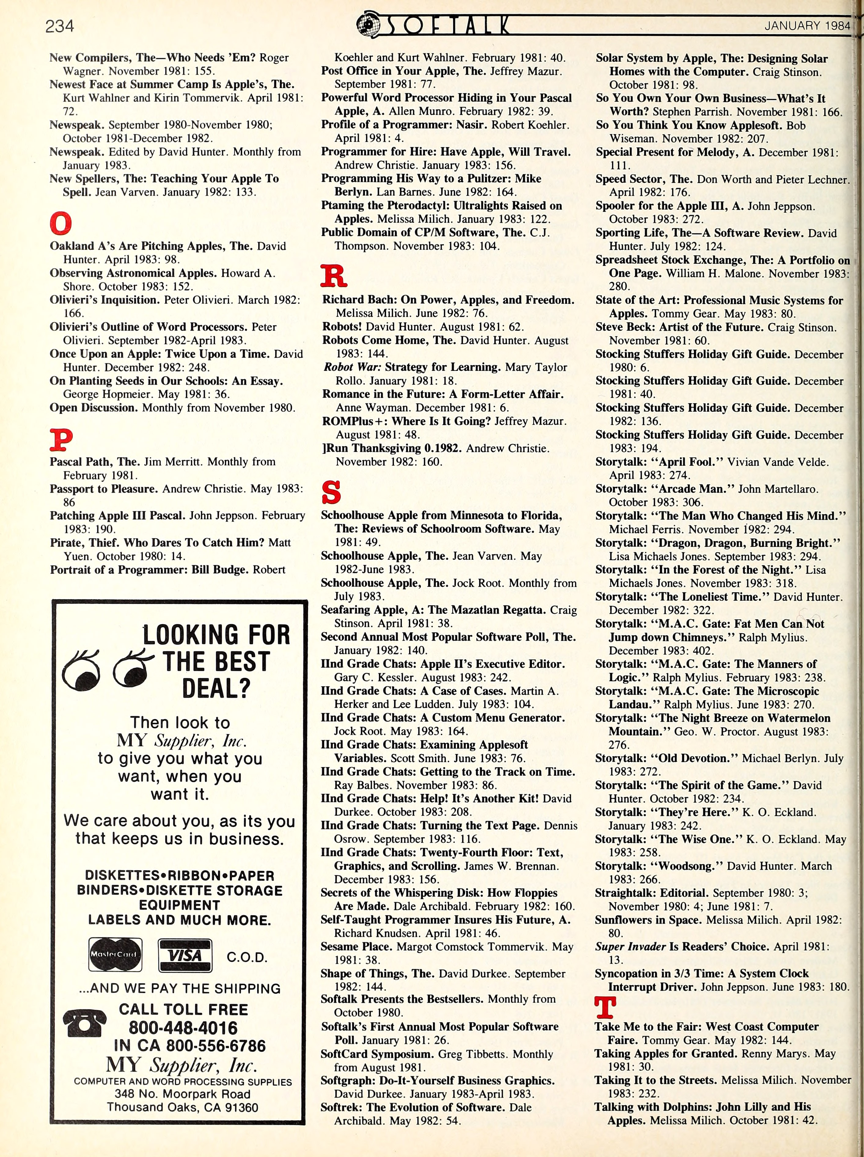 234
SOFTALK
JANUARY 1984
New Compilers, The—Who Needs 'Em? Roger
Wagner. November 1981: 155.
Newest Face at Summer Camp Is Apple's, The.
Kurt Wahlner and Kirin Tommervik. April 1981:
72.
Newspeak. September 1980-November 1980;
October 1981-December 1982.
Newspeak. Edited by David Hunter. Monthly from
January 1983.
New Spellers, The: Teaching Your Apple To
Spell. Jean Varven. January 1982: 133.
O
Oakland A's Are Pitching Apples, The. David
Hunter. April 1983: 98.
Observing Astronomical Apples. Howard A.
Shore. October 1983: 152.
Olivieri's Inquisition. Peter Olivieri. March 1982:
166.
Olivieri's Outline of Word Processors. Peter
Olivieri. September 1982-April 1983.
Once Upon an Apple: Twice Upon a Time. David
Hunter. December 1982: 248.
On Planting Seeds in Our Schools: An Essay.
George Hopmeier. May 1981: 36.
Open Discussion. Monthly from November 1980.
P
Pascal Path, The. Jim Merritt. Monthly from
February 1981.
Passport to Pleasure. Andrew Christie. May 1983:
86
Patching Apple III Pascal. John Jeppson. February
1983: 190.
Pirate, Thief. Who Dares To Catch Him? Matt
Yuen. October 1980: 14.
Portrait of a Programmer: Bill Budge. Robert
LOOKING FOR
THE BEST
DEAL?
Then look to
MY Supplier, Inc.
to give you what you
want, when you
want it.
We care about you, as its you
that keeps us in business.
DISKETTES•RIBBON•PAPER
BINDERS•DISKETTE STORAGE
EQUIPMENT
LABELS AND MUCH MORE.
MasterCard VISA C.O.D.
...AND WE PAY THE SHIPPING
CALL TOLL FREE
800-448-4016
IN CA 800-556-6786
MY Supplier, Inc.
COMPUTER AND WORD PROCESSING SUPPLIES
348 No. Moorpark Road
Thousand Oaks, CA 91360
Koehler and Kurt Wahlner. February 1981: 40.
Post Office in Your Apple, The. Jeffrey Mazur.
September 1981: 77.
Powerful Word Processor Hiding in Your Pascal
Apple, A. Allen Munro. February 1982: 39.
Profile of a Programmer: Nasir. Robert Koehler.
April 1981: 4.
Programmer for Hire: Have Apple, Will Travel.
Andrew Christie. January 1983: 156.
Programming His Way to a Pulitzer: Mike
Berlyn. Lan Barnes. June 1982: 164.
Ptaming the Pterodactyl: Ultralights Raised on
Apples. Melissa Milich. January 1983: 122.
Public Domain of CP/M Software, The. C.J.
Thompson. November 1983: 104.
R
Richard Bach: On Power, Apples, and Freedom.
Melissa Milich. June 1982: 76.
Robots! David Hunter. August 1981: 62.
Robots Come Home, The. David Hunter. August
1983: 144.
Robot War: Strategy for Learning. Mary Taylor
Rollo. January 1981: 18.
Romance in the Future: A Form-Letter Affair.
Anne Wayman. December 1981: 6.
ROMPlus+: Where Is It Going? Jeffrey Mazur.
August 1981: 48.
]Run Thanksgiving 0.1982. Andrew Christie.
November 1982: 160.
S
Schoolhouse Apple from Minnesota to Florida,
The: Reviews of Schoolroom Software. May
1981: 49.
Schoolhouse Apple, The. Jean Varven. May
1982-June 1983.
Schoolhouse Apple, The. Jock Root. Monthly from
July 1983.
Seafaring Apple, A: The Mazatlan Regatta. Craig
Stinson. April 1981: 38.
Second Annual Most Popular Software Poll, The.
January 1982: 140.
IInd Grade Chats: Apple II's Executive Editor.
Gary C. Kessler. August 1983: 242.
IInd Grade Chats: A Case of Cases. Martin A.
Herker and Lee Ludden. July 1983: 104.
IInd Grade Chats: A Custom Menu Generator.
Jock Root. May 1983: 164.
IInd Grade Chats: Examining Applesoft
Variables. Scott Smith. June 1983: 76.
IInd Grade Chats: Getting to the Track on Time.
Ray Balbes. November 1983: 86.
IInd Grade Chats: Help! It's Another Kit! David
Durkee. October 1983: 208.
IInd Grade Chats: Turning the Text Page. Dennis
Osrow. September 1983: 116.
IInd Grade Chats: Twenty-Fourth Floor: Text,
Graphics, and Scrolling. James W. Brennan.
December 1983: 156.
Secrets of the Whispering Disk: How Floppies
Are Made. Dale Archibald. February 1982: 160.
Self-Taught Programmer Insures His Future, A.
Richard Knudsen. April 1981: 46.
Sesame Place. Margot Comstock Tommervik. May
1981: 38.
Shape of Things, The. David Durkee. September
1982: 144.
Softalk Presents the Bestsellers. Monthly from
October 1980.
Softalk's First Annual Most Popular Software
Poll. January 1981: 26.
SoftCard Symposium. Greg Tibbetts. Monthly
from August 1981.
Softgraph: Do-It-Yourself Business Graphics.
David Durkee. January 1983-April 1983.
Softrek: The Evolution of Software. Dale
Archibald. May 1982: 54.
Solar System by Apple, The: Designing Solar
Homes with the Computer. Craig Stinson.
October 1981: 98.
So You Own Your Own Business—What's It
Worth? Stephen Parrish. November 1981: 166.
So You Think You Know Applesoft. Bob
Wiseman. November 1982: 207.
Special Present for Melody, A. December 1981:
111.
Speed Sector, The. Don Worth and Pieter Lechner.
April 1982: 176.
Spooler for the Apple III, A. John Jeppson.
October 1983: 272.
Sporting Life, The—A Software Review. David
Hunter. July 1982: 124.
Spreadsheet Stock Exchange, The: A Portfolio on
One Page. William H. Malone. November 1983:
280.
State of the Art: Professional Music Systems for
Apples. Tommy Gear. May 1983: 80.
Steve Beck: Artist of the Future. Craig Stinson.
November 1981: 60.
Stocking Stuffers Holiday Gift Guide. December
1980: 6.
Stocking Stuffers Holiday Gift Guide. December
1981: 40.
Stocking Stuffers Holiday Gift Guide. December
1982: 136.
Stocking Stuffers Holiday Gift Guide. December
1983: 194.
Storytalk: "April Fool." Vivian Vande Velde.
April 1983: 274.
Storytalk: "Arcade Man." John Martellaro.
October 1983: 306.
Storytalk: "The Man Who Changed His Mind."
Michael Ferris. November 1982: 294.
Storytalk: "Dragon, Dragon, Burning Bright."
Lisa Michaels Jones. September 1983: 294.
Storytalk: "In the Forest of the Night." Lisa
Michaels Jones. November 1983: 318.
Storytalk: "The Loneliest Time." David Hunter.
December 1982: 322.
Storytalk: "M.A.C. Gate: Fat Men Can Not
Jump down Chimneys." Ralph Mylius.
December 1983: 402.
Storytalk: "M.A.C. Gate: The Manners of
Logic." Ralph Mylius. February 1983: 238.
Storytalk: "M.A.C. Gate: The Microscopic
Landau." Ralph Mylius. June 1983: 270.
Storytalk: "The Night Breeze on Watermelon
Mountain." Geo. W. Proctor. August 1983:
276.
Storytalk: "Old Devotion." Michael Berlyn. July
1983: 272.
Storytalk: "The Spirit of the Game." David
Hunter. October 1982: 234.
Storytalk: "They're Here." K. O. Eckland.
January 1983: 242.
Storytalk: "The Wise One." K. O. Eckland. May
1983: 258.
Storytalk: "Woodsong." David Hunter. March
1983: 266.
Straightalk: Editorial. September 1980: 3;
November 1980: 4; June 1981: 7.
Sunflowers in Space. Melissa Milich. April 1982:
80.
Super Invader Is Readers' Choice. April 1981:
13.
Syncopation in 3/3 Time: A System Clock
Interrupt Driver. John Jeppson. June 1983: 180.
T
Take Me to the Fair: West Coast Computer
Faire. Tommy Gear. May 1982: 144.
Taking Apples for Granted. Renny Marys. May
1981: 30.
Taking It to the Streets. Melissa Milich. November
1983: 232.
Talking with Dolphins: John Lilly and His
Apples. Melissa Milich. October 1981: 42.